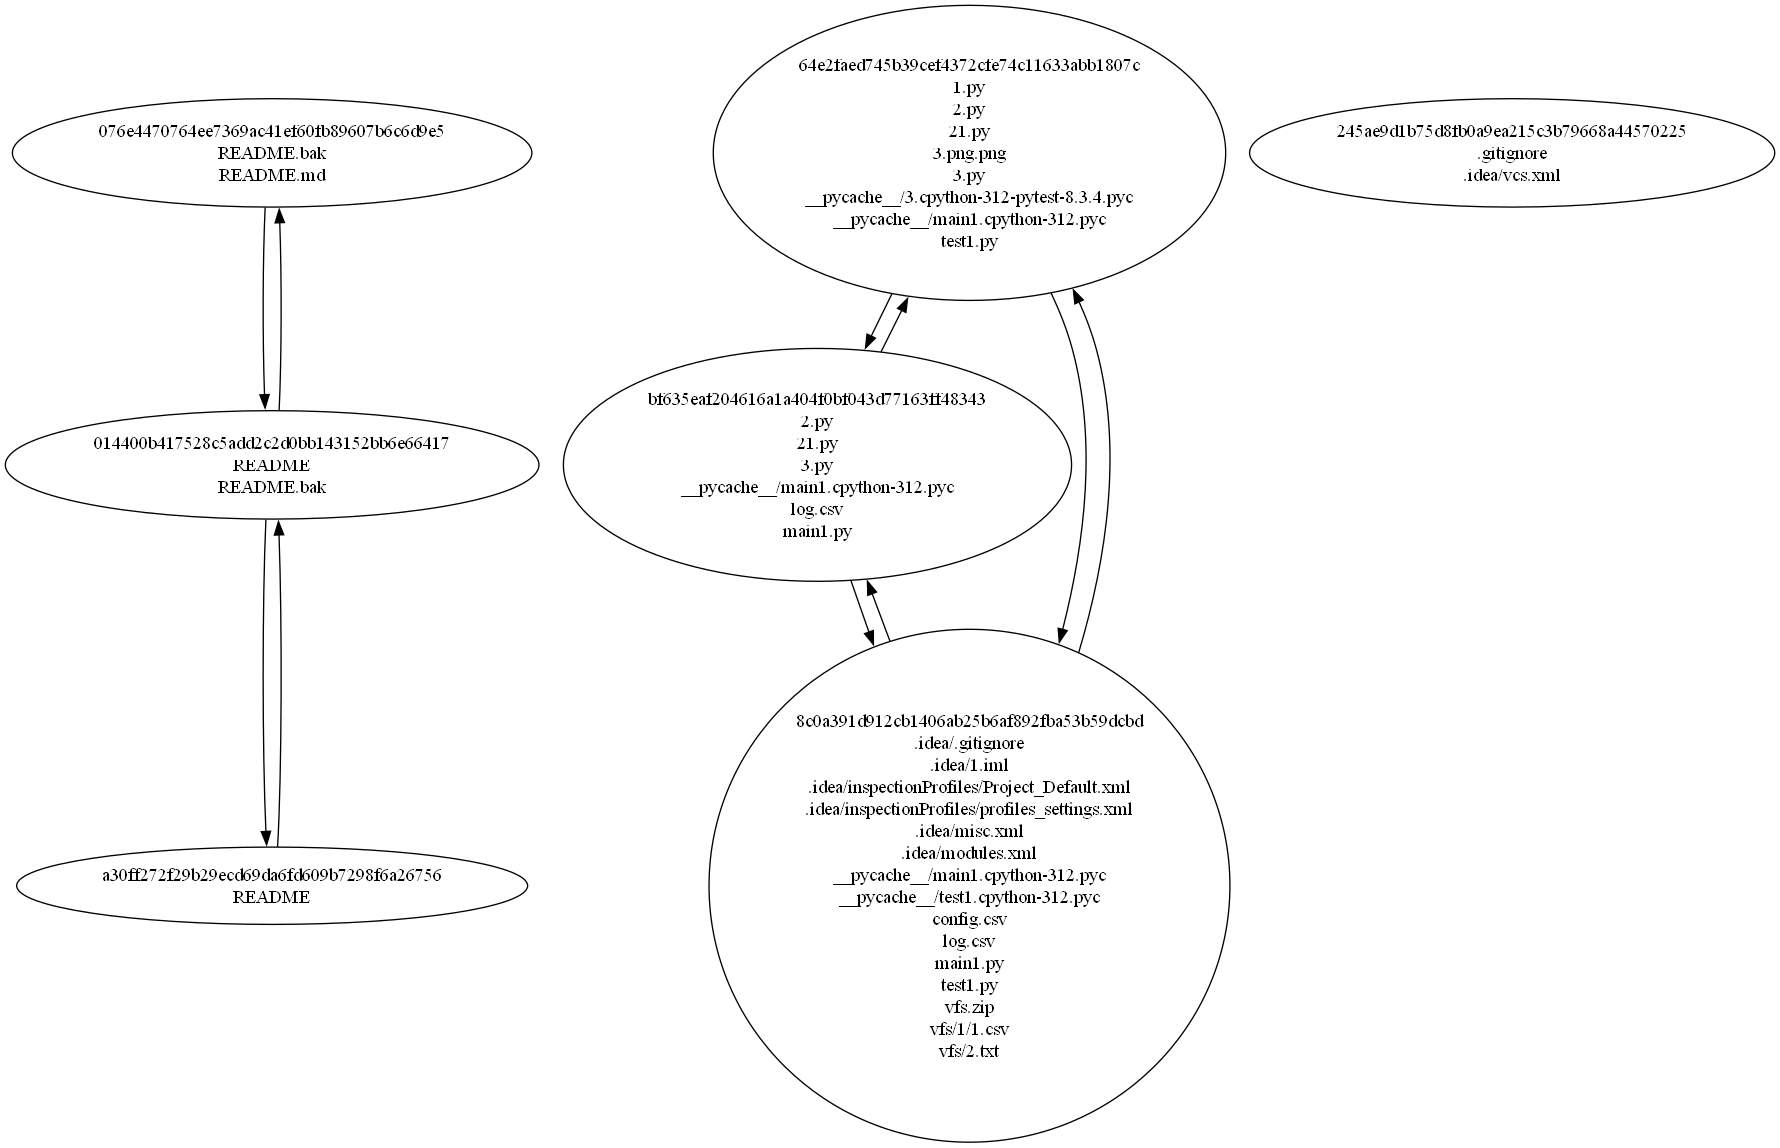 076e4470764ee7369ac41ef60fb89607b6c6d9e5
README.bak
README.md
64e2faed745b39cef4372cfe74c11633abb1807c
1.py
2.py
21.py
3.png.png
3.py
__pycache__/3.cpython-312-pytest-8.3.4.pyc
__pycache__/main1.cpython-312.pyc
test1.py
245ae9d1b75d8fb0a9ea215c3b79668a44570225
.gitignore
.idea/vcs.xml
014400b417528c5add2c2d0bb143152bb6e66417
README
README.bak
bf635eaf204616a1a404f0bf043d77163ff48343
2.py
21.py
3.py
__pycache__/main1.cpython-312.pyc
log.csv
main1.py
a30ff272f29b29ecd69da6fd609b7298f6a26756
README
8c0a391d912cb1406ab25b6af892fba53b59dcbd
.idea/.gitignore
.idea/1.iml
.idea/inspectionProfiles/Project_Default.xml
.idea/inspectionProfiles/profiles_settings.xml
.idea/misc.xml
.idea/modules.xml
__pycache__/main1.cpython-312.pyc
__pycache__/test1.cpython-312.pyc
config.csv
log.csv
main1.py
test1.py
vfs.zip
vfs/1/1.csv
vfs/2.txt